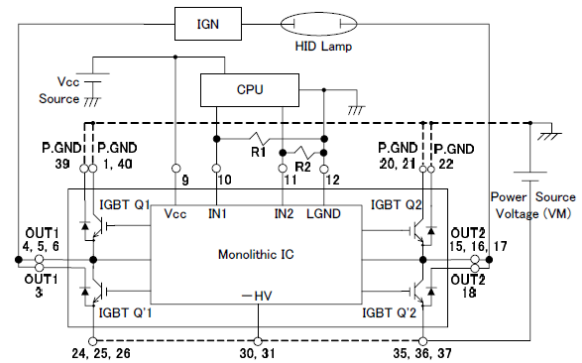 IGN
HID Lamp
Vcc
Source
CPU
P.GND
39
P.GND
1, 40
R1
R2
P.GND
20, 21
P.GND
22
9
10
11
12
Power Source
Voltage (VM)
IGBT Q1
Vcc
IN1
IN2
LGND
IGBT Q2
OUT1
4, 5, 6
OUT1
3
Monolithic IC
OUT2
15, 16, 17
OUT2
18
IGBT Q'1
−HV
IGBT Q'2
24, 25, 26
30, 31
35, 36, 37